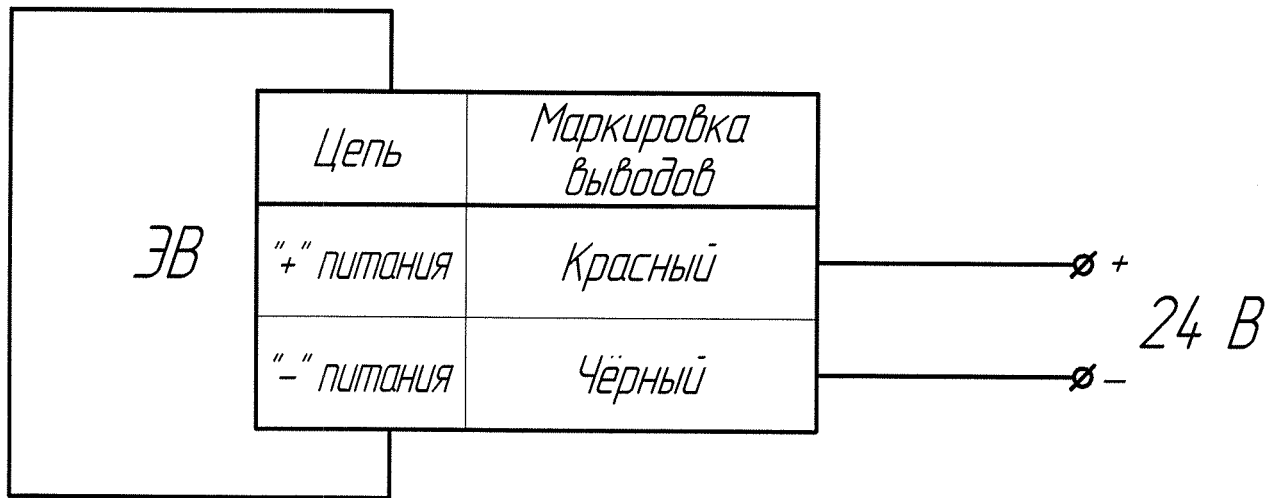 Цепь
Маркировка
выводов
ЭВ
"+" питания
Красный
+
24 В
"-" питания
Чёрный
-